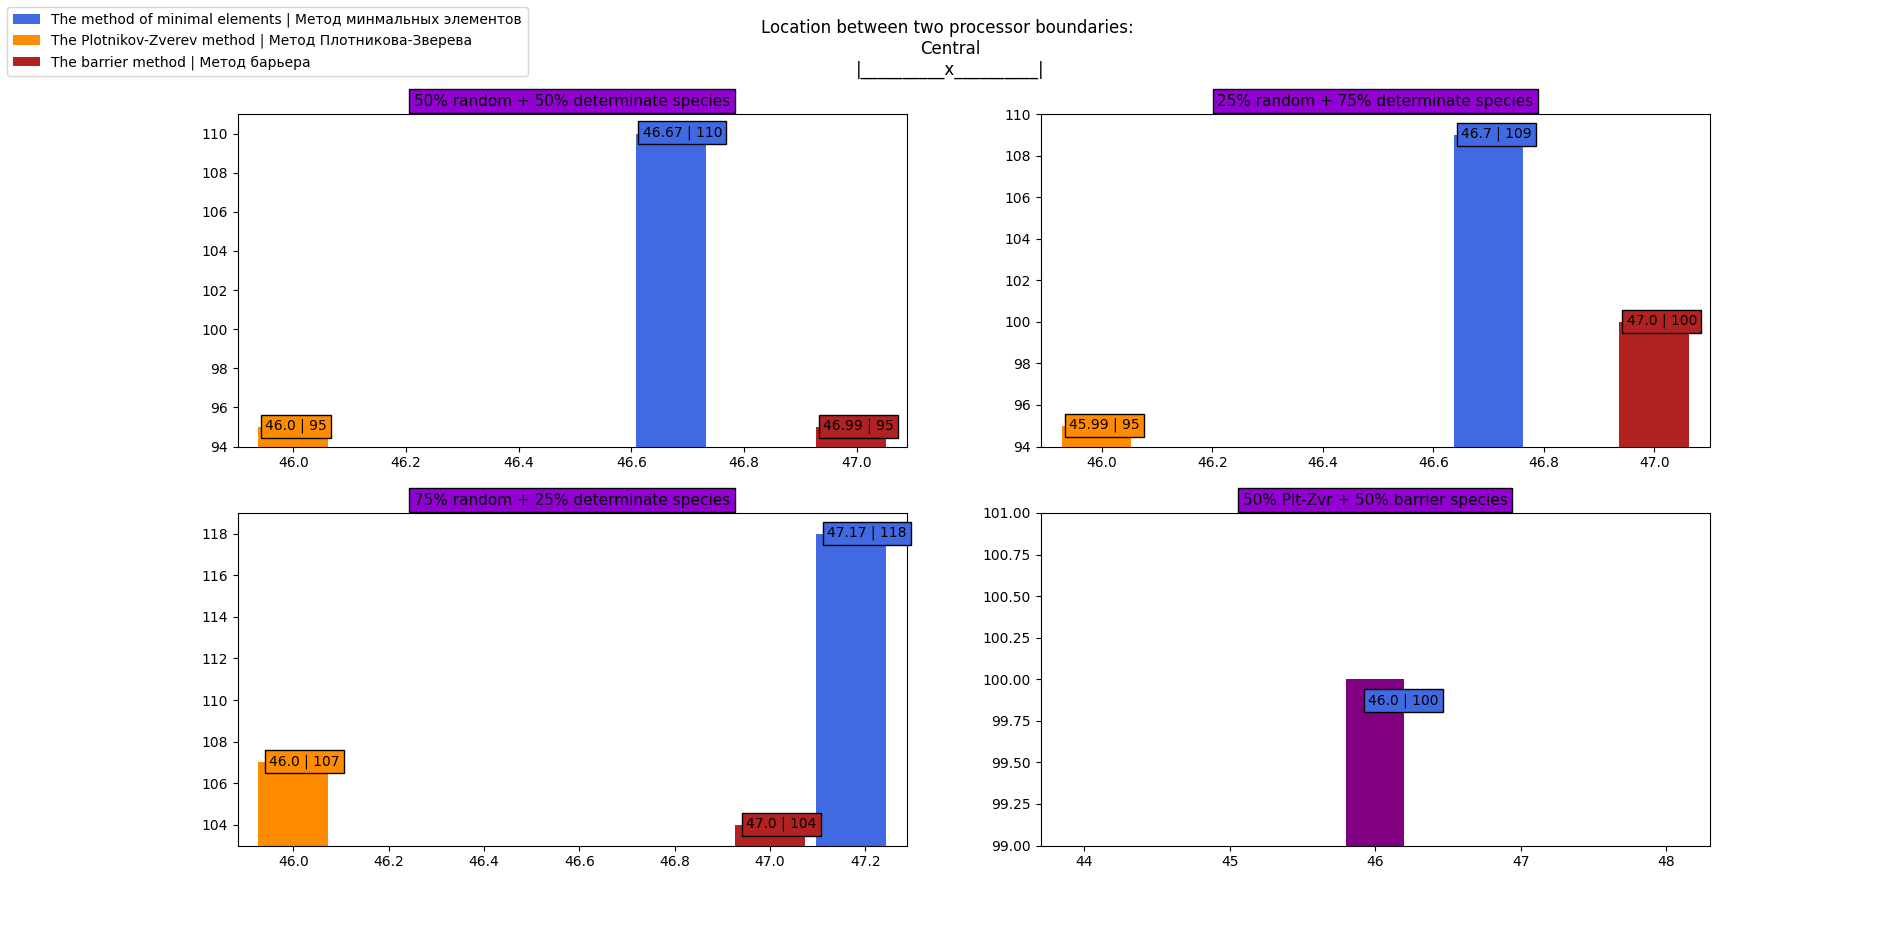 The method of minimal elements | Метод минмальных элементов
The Plotnikov-Zverev method | Метод Плотникова-Зверева
The barrier method | Метод барьера
Location between two processor boundaries:
Central
|__________x__________|
50% random + 50% determinate species
110
108
106
104
102
100
98
96
94
46.67 | 110
46.0 | 95
46.99 | 95
46.0
46.2
46.4
46.6
46.8
47.0
25% random + 75% determinate species
110
108
106
104
102
100
98
96
94
46.7 | 109
47.0 | 100
45.99 | 95
46.0
46.2
46.4
46.6
46.8
47.0
75% random + 25% determinate species
118
116
114
112
110
108
106
104
47.17 | 118
46.0 | 107
47.0 | 104
46.0
46.2
46.4
46.6
46.8
47.0
47.2
50% Plt-Zvr + 50% barrier species
101.00
100.75
100.50
100.25
100.00
99.75
99.50
99.25
99.00
46.0 | 100
44
45
46
47
48